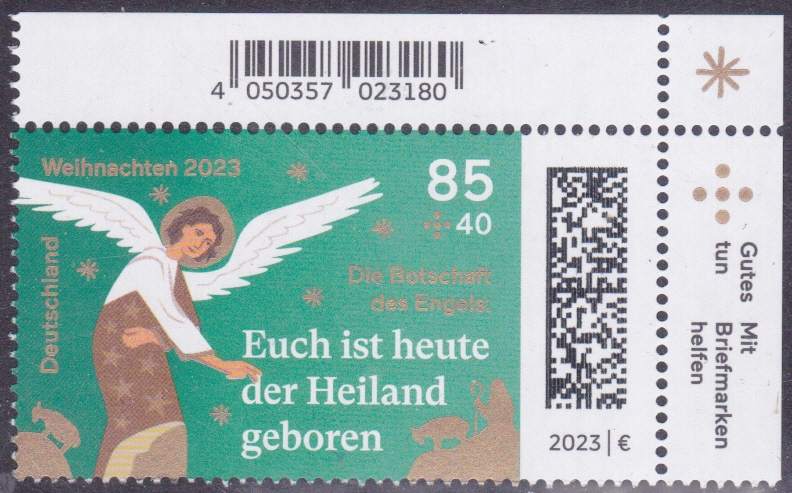 4 050357 023180
Weihnachten 2023
85
40
Deutschland
Die Botschaft
des Engels:
Euch ist heute
der Heiland
geboren
2023 | €
Gutes
tun
Mit
Briefmarken
helfen